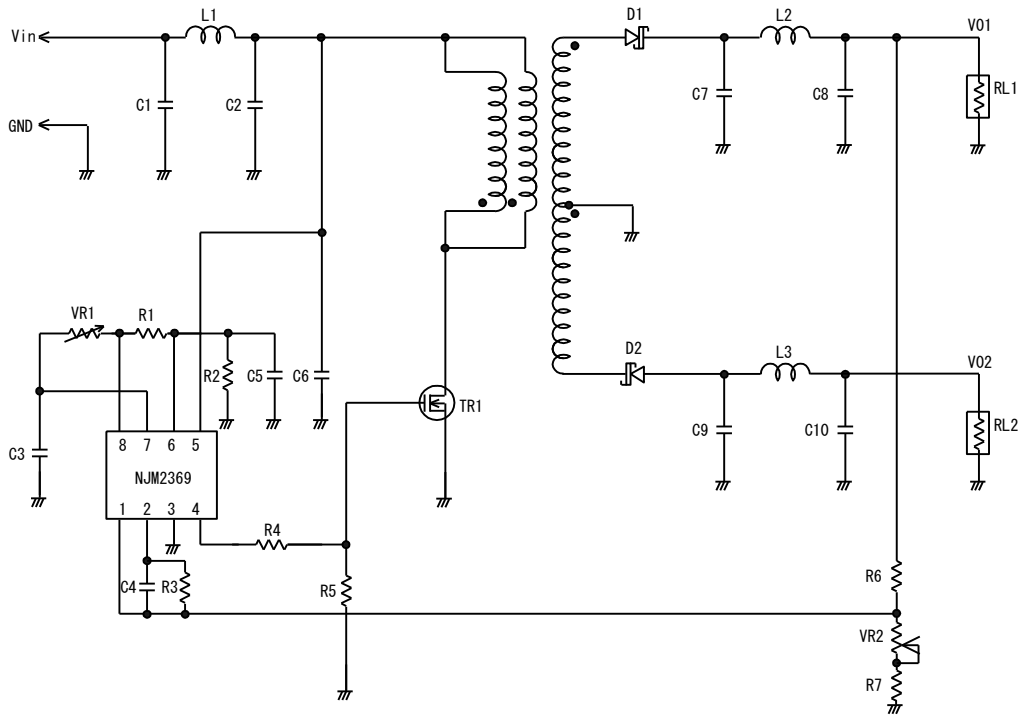 L1
D1
L2
VO1
Vin
C1
C2
C7
C8
RL1
GND
VR1
R1
R2
C5
C6
D2
L3
VO2
TR1
C9
C10
RL2
C3
8 7 6 5
NJM2369
1 2 3 4
R4
C4
R3
R5
R6
VR2
R7